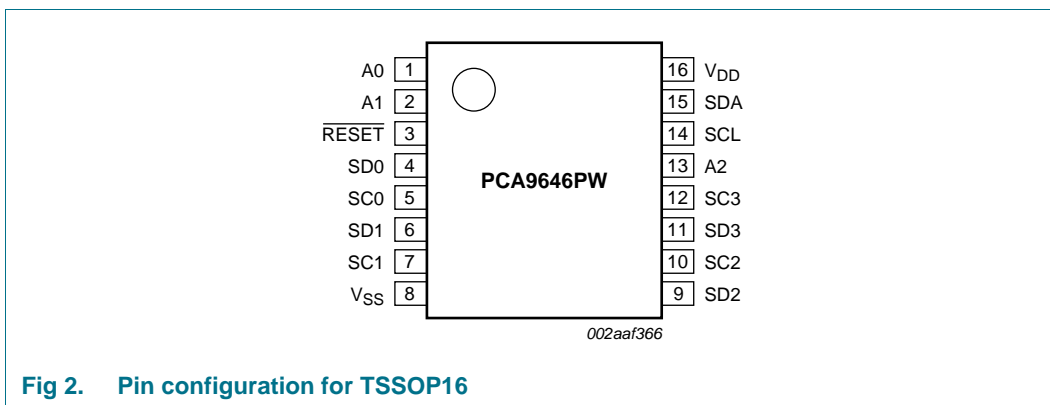 A0 1
A1 2
RESET 3
SD0 4
SC0 5
SD1 6
SC1 7
VSS 8
PCA9646PW
16 VDD
15 SDA
14 SCL
13 A2
12 SC3
11 SD3
10 SC2
9 SD2
002aaf366
Fig 2. Pin configuration for TSSOP16